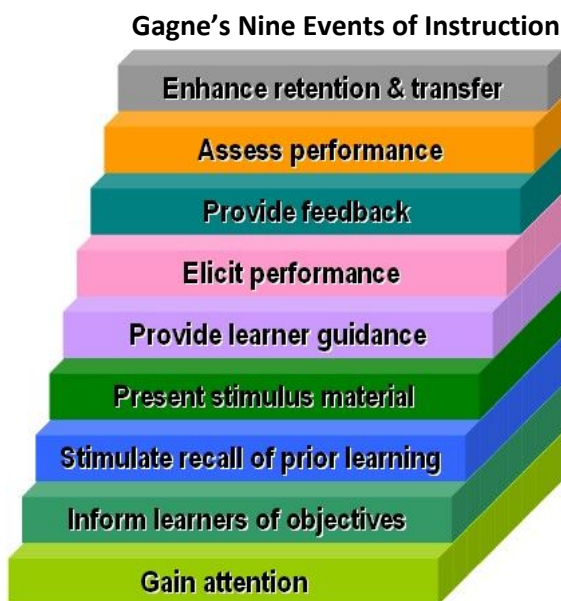 Gagne’s Nine Events of Instruction
Enhance retention & transfer
Assess performance
Provide feedback
Elicit performance
Provide learner guidance
Present stimulus material
Stimulate recall of prior learning
Inform learners of objectives
Gain attention